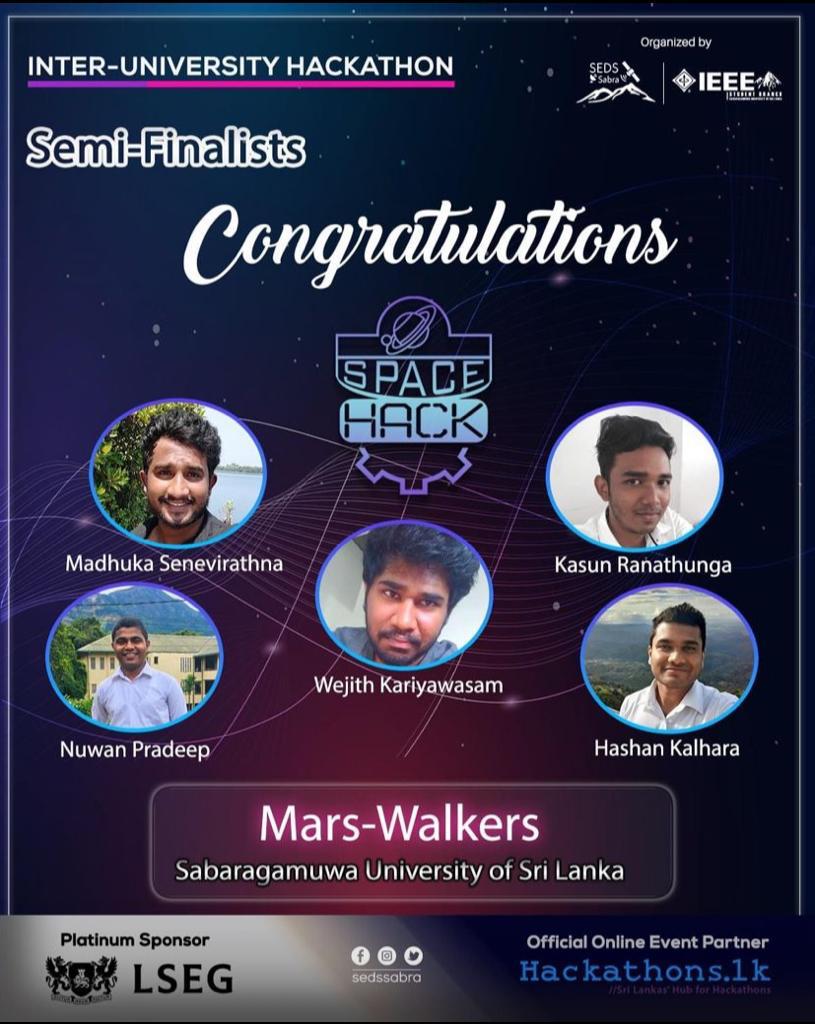 Organized by
INTER-UNIVERSITY HACKATHON
SEDS
Sabra
IEEE
STUDENT BRANCH
Semi-Finalists
Congratulations
SPACE
HACK
Madhuka Senevirathna
Kasun Ranathunga
Wejith Kariyawasam
Nuwan Pradeep
Hashan Kalhara
Mars-Walkers
Sabaragamuwa University of Sri Lanka
Platinum Sponsor
LSEG
sedssabra
Official Online Event Partner
Hackathons.lk
//Sri Lankas' Hub for Hackathons